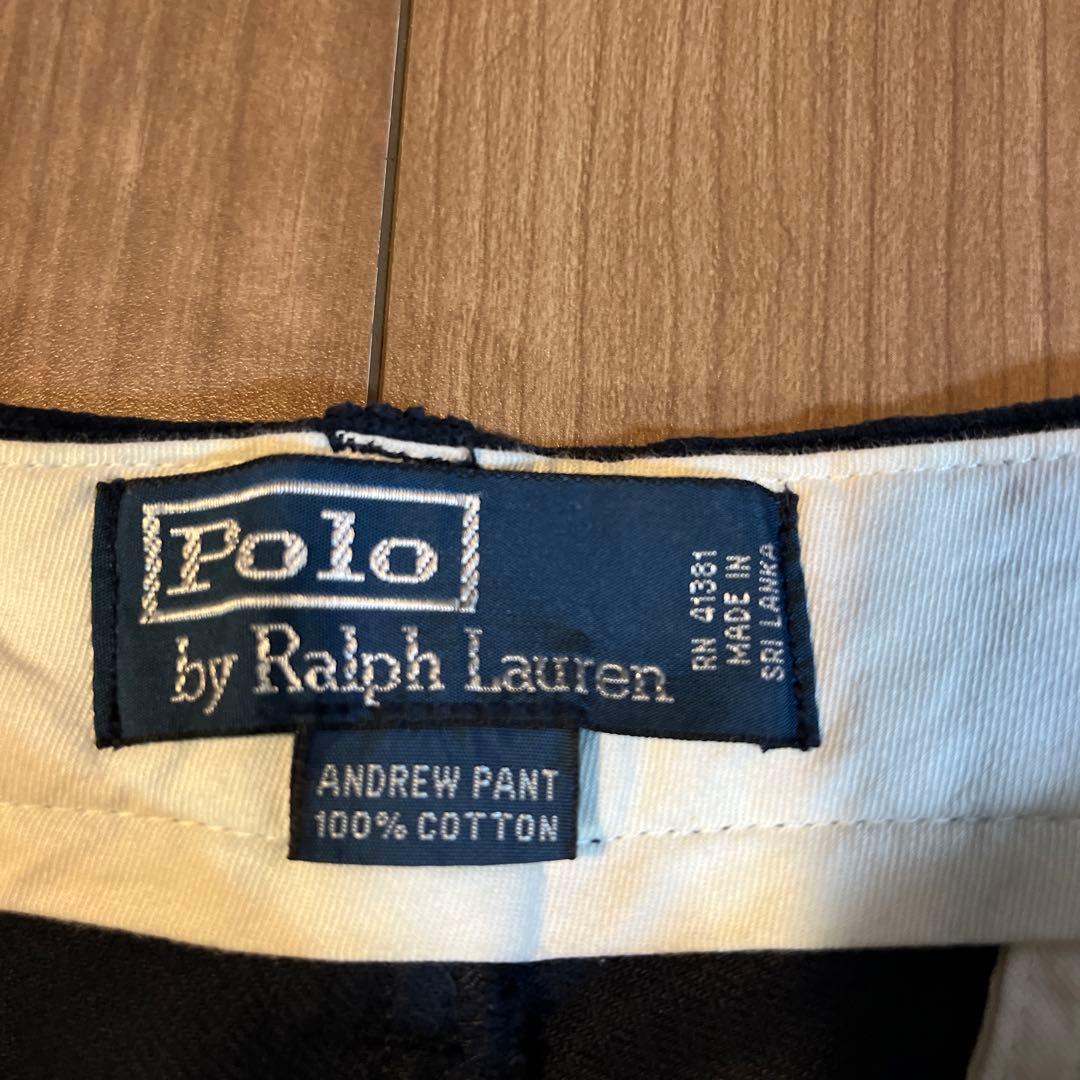 Polo
by Ralph Lauren
RN 41381
MADE IN
SRI LANKA
ANDREW PANT
100% COTTON